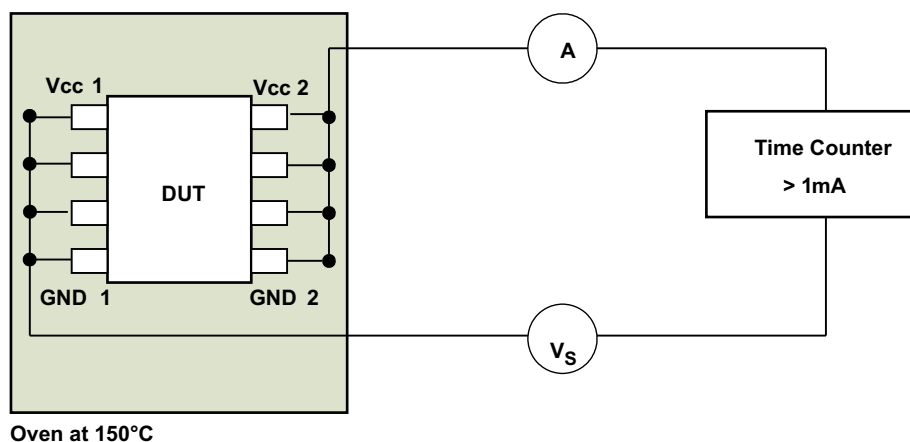 A
Vcc 1
Vcc 2
Time Counter
> 1mA
DUT
GND 1
GND 2
VS
Oven at 150°C